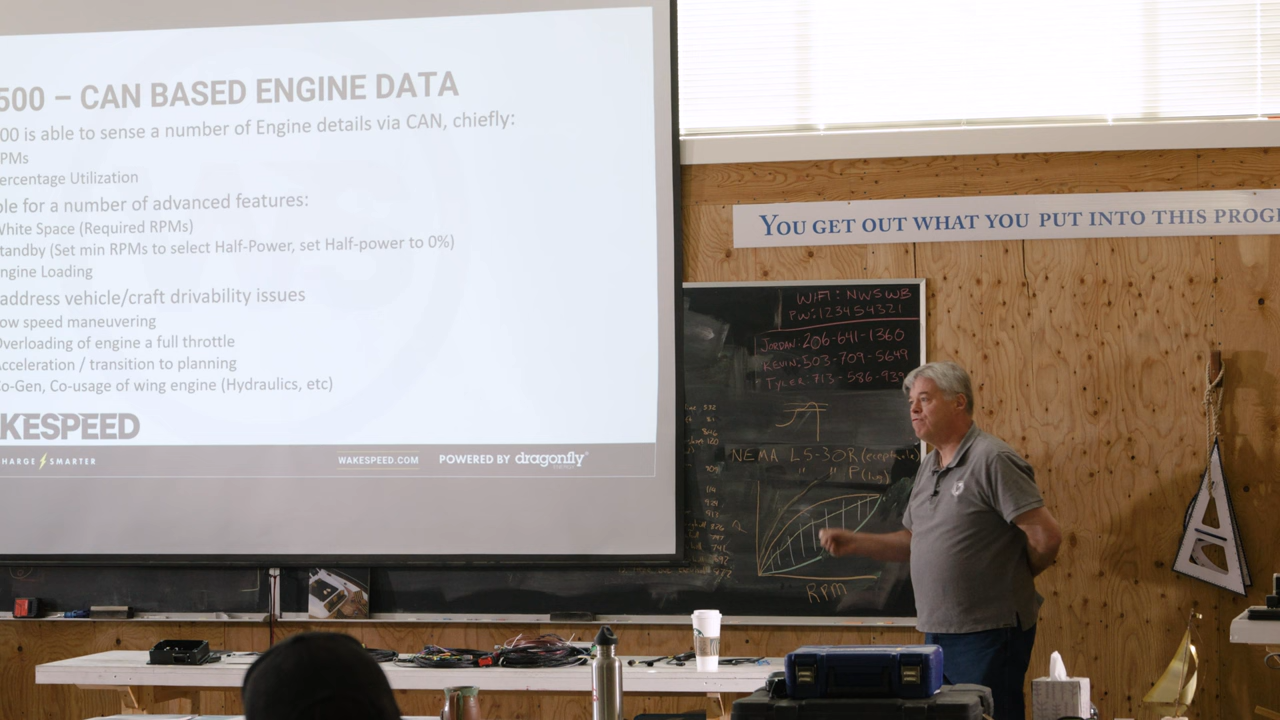 500 – CAN BASED ENGINE DATA
00 is able to sense a number of Engine details via CAN, chiefly:
PMs
ercentage Utilization
ble for a number of advanced features:
White Space (Required RPMs)
tandby (Set min RPMs to select Half-Power, set Half-power to 0%)
ngine Loading
address vehicle/craft drivability issues
ow speed maneuvering
Overloading of engine a full throttle
Acceleration / transition to planning
Co-Gen, Co-usage of wing engine (Hydraulics, etc)
KESPEED
HARGE SMARTER
WAKESPEED.COM
POWERED BY dragonfly
YOU GET OUT WHAT YOU PUT INTO THIS PROG
WIFI: NWSWB
PW: 123454321
JORDAN: 206-641-1360
KEVIN: 503-709-5649
TYLER: 713-586-939
NEMA L5-30R (receptacle)
" " P (lug)
RPM